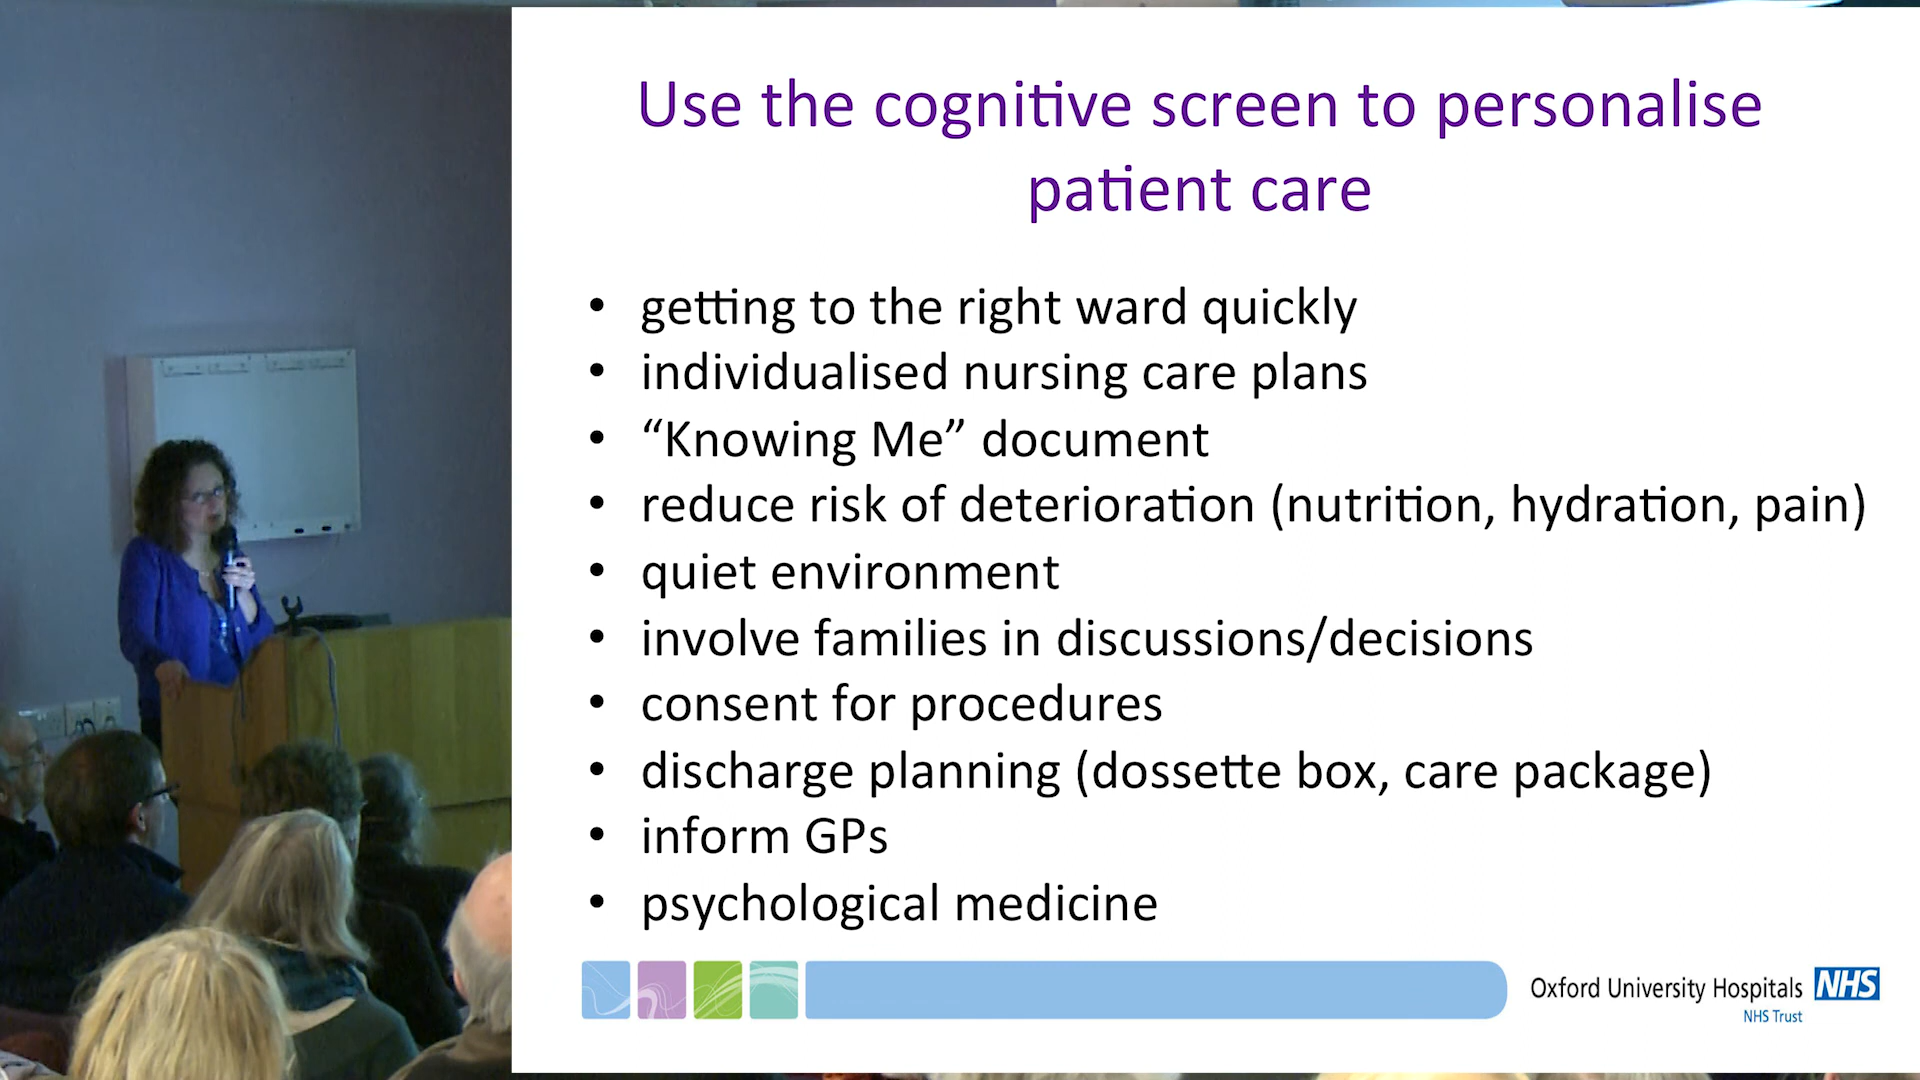 Use the cognitive screen to personalise
patient care
• getting to the right ward quickly
• individualised nursing care plans
• “Knowing Me” document
• reduce risk of deterioration (nutrition, hydration, pain)
• quiet environment
• involve families in discussions/decisions
• consent for procedures
• discharge planning (dossette box, care package)
• inform GPs
• psychological medicine
Oxford University Hospitals NHS
NHS Trust